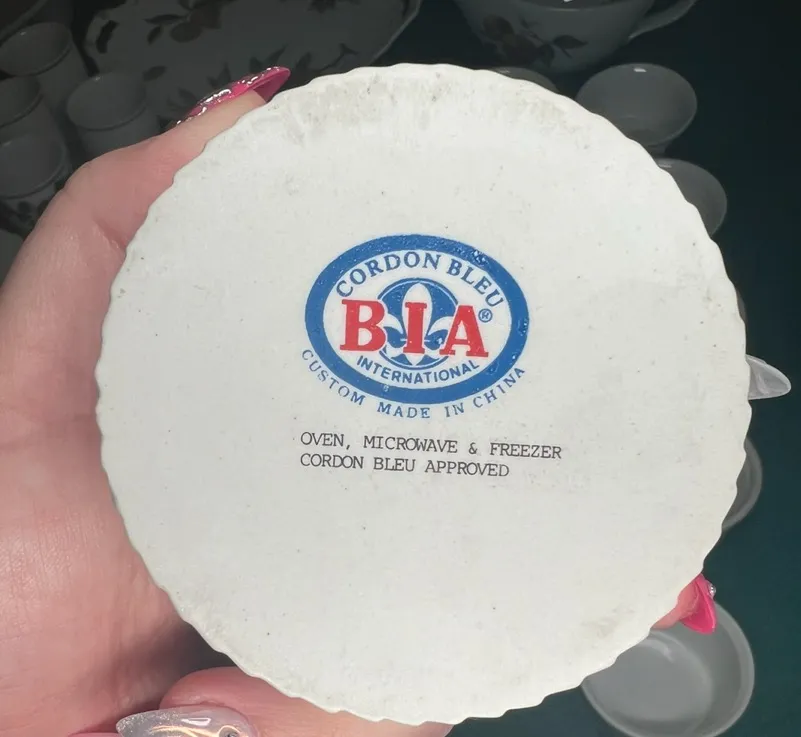 CORDON BLEU
BIA®
INTERNATIONAL
CUSTOM MADE IN CHINA
OVEN, MICROWAVE & FREEZER
CORDON BLEU APPROVED